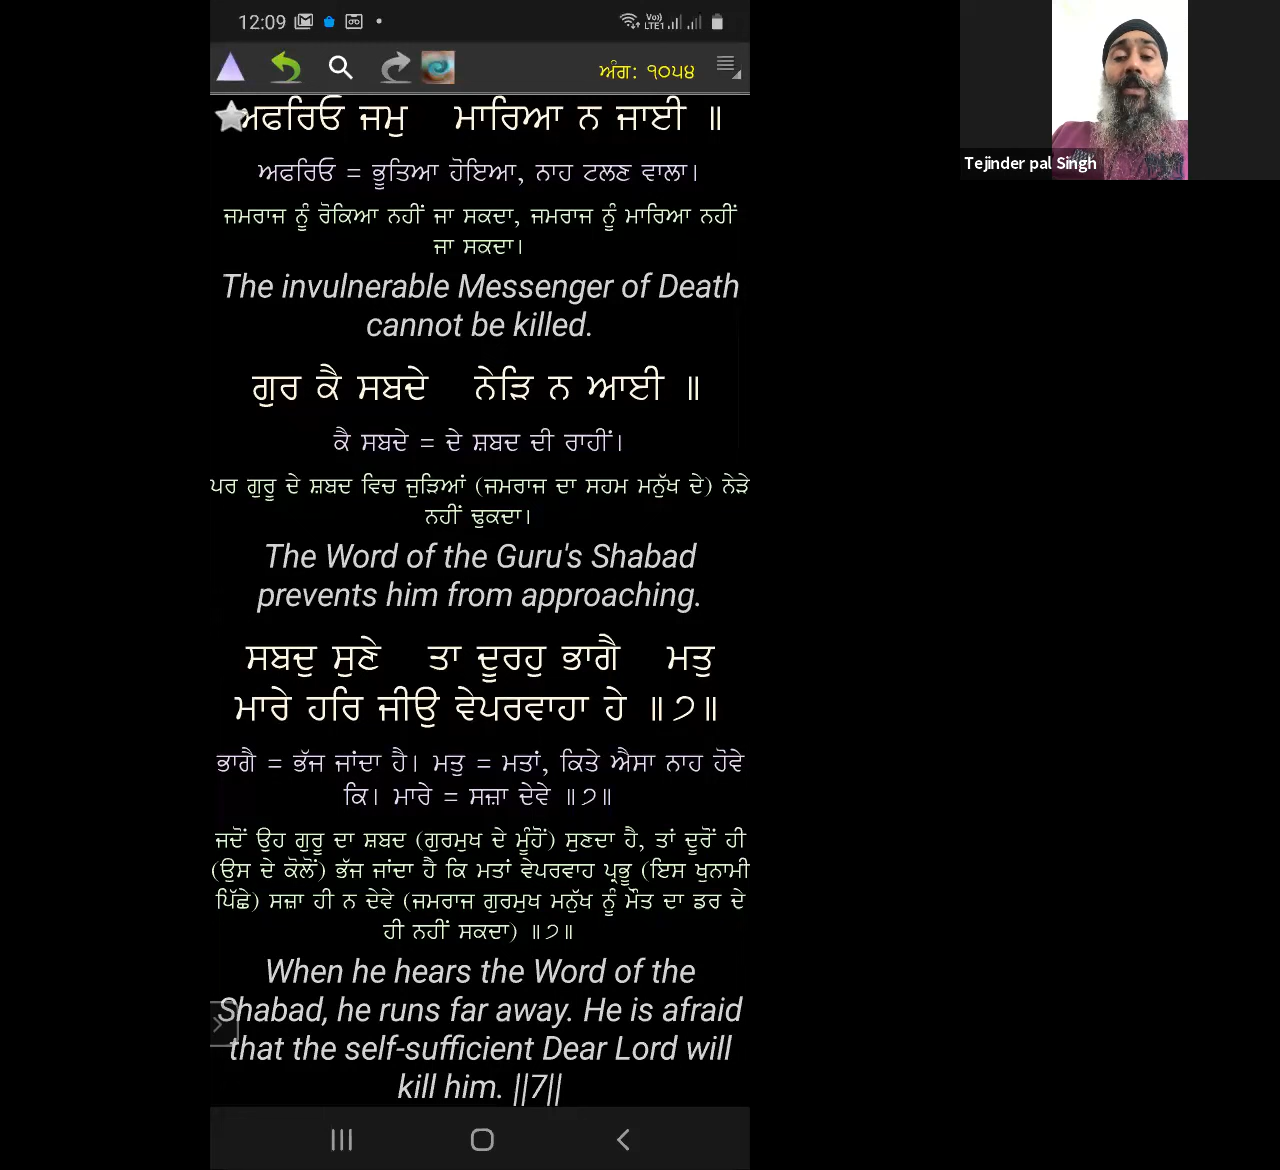 12:09
Vo)) LTE1
ਅੰਗ: ੧੦੫੪
ਅਫਰਿਓ ਜਮੁ ਮਾਰਿਆ ਨ ਜਾਈ ॥
ਅਫਰਿਓ = ਭੂਤਿਆ ਹੋਇਆ, ਨਾਹ ਟਲਣ ਵਾਲਾ।
ਜਮਰਾਜ ਨੂੰ ਰੋਕਿਆ ਨਹੀਂ ਜਾ ਸਕਦਾ, ਜਮਰਾਜ ਨੂੰ ਮਾਰਿਆ ਨਹੀਂ
ਜਾ ਸਕਦਾ।
The invulnerable Messenger of Death
cannot be killed.
ਗੁਰ ਕੈ ਸਬਦੇ ਨੇੜਿ ਨ ਆਈ ॥
ਕੈ ਸਬਦੇ = ਦੇ ਸ਼ਬਦ ਦੀ ਰਾਹੀਂ।
ਪਰ ਗੁਰੂ ਦੇ ਸ਼ਬਦ ਵਿਚ ਜੁੜਿਆਂ (ਜਮਰਾਜ ਦਾ ਸਹਮ ਮਨੁੱਖ ਦੇ) ਨੇੜੇ
ਨਹੀਂ ਢੁਕਦਾ।
The Word of the Guru's Shabad
prevents him from approaching.
ਸਬਦੁ ਸੁਣੇ ਤਾ ਦੂਰਹੁ ਭਾਗੈ ਮਤੁ
ਮਾਰੇ ਹਰਿ ਜੀਉ ਵੇਪਰਵਾਹਾ ਹੇ ॥੭॥
ਭਾਗੈ = ਭੱਜ ਜਾਂਦਾ ਹੈ। ਮਤੁ = ਮਤਾਂ, ਕਿਤੇ ਐਸਾ ਨਾਹ ਹੋਵੇ
ਕਿ। ਮਾਰੇ = ਸਜ਼ਾ ਦੇਵੇ ॥੭॥
ਜਦੋਂ ਉਹ ਗੁਰੂ ਦਾ ਸ਼ਬਦ (ਗੁਰਮੁਖ ਦੇ ਮੂੰਹੋਂ) ਸੁਣਦਾ ਹੈ, ਤਾਂ ਦੂਰੋਂ ਹੀ
(ਉਸ ਦੇ ਕੋਲੋਂ) ਭੱਜ ਜਾਂਦਾ ਹੈ ਕਿ ਮਤਾਂ ਵੇਪਰਵਾਹ ਪ੍ਰਭੂ (ਇਸ ਖੁਨਾਮੀ
ਪਿੱਛੇ) ਸਜ਼ਾ ਹੀ ਨ ਦੇਵੇ (ਜਮਰਾਜ ਗੁਰਮੁਖ ਮਨੁੱਖ ਨੂੰ ਮੌਤ ਦਾ ਡਰ ਦੇ
ਹੀ ਨਹੀਂ ਸਕਦਾ) ॥੭॥
When he hears the Word of the
Shabad, he runs far away. He is afraid
that the self-sufficient Dear Lord will
kill him. ||7||
Tejinder pal Singh